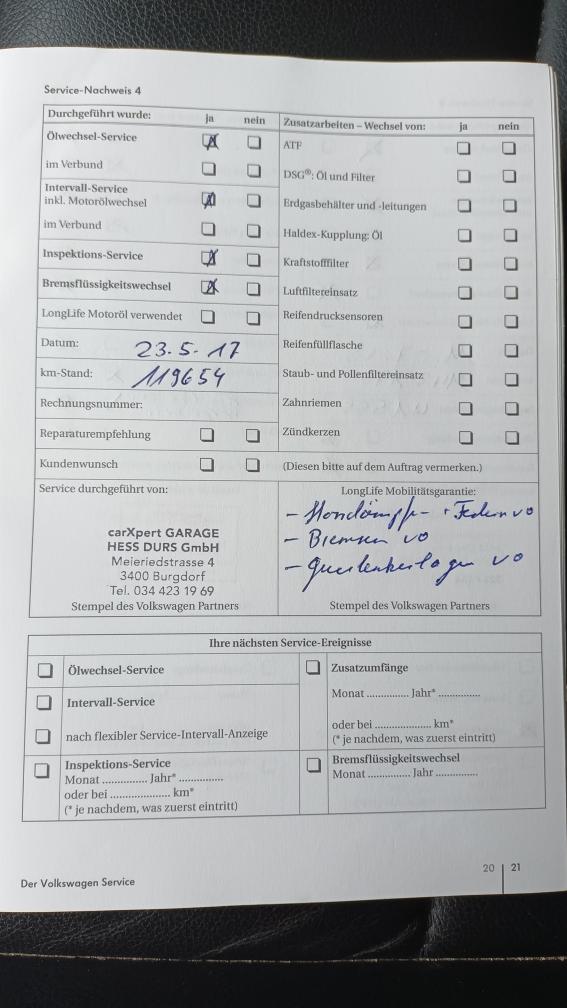 Service-Nachweis 4
Durchgeführt wurde: ja nein
Ölwechsel-Service
im Verbund
Intervall-Service
inkl. Motorölwechsel
im Verbund
Inspektions-Service
Bremsflüssigkeitswechsel
LongLife Motoröl verwendet
Datum: 23.5.17
km-Stand: 119654
Rechnungsnummer:
Reparaturempfehlung
Kundenwunsch
Zusatzarbeiten – Wechsel von: ja nein
ATF
DSG®: Öl und Filter
Erdgasbehälter und -leitungen
Haldex-Kupplung: Öl
Kraftstofffilter
Luftfiltereinsatz
Reifendrucksensoren
Reifenfüllflasche
Staub- und Pollenfiltereinsatz
Zahnriemen
Zündkerzen
(Diesen bitte auf dem Auftrag vermerken.)
Service durchgeführt von:
carXpert GARAGE
HESS DURS GmbH
Meieriedstrasse 4
3400 Burgdorf
Tel. 034 423 19 69
Stempel des Volkswagen Partners
LongLife Mobilitätsgarantie:
- + Federn vo
- Bremsen vo
- Querlenkerlager vo
Stempel des Volkswagen Partners
Ihre nächsten Service-Ereignisse
Ölwechsel-Service
Intervall-Service
nach flexibler Service-Intervall-Anzeige
Inspektions-Service
Monat ............... Jahr* ...............
oder bei .................... km*
(* je nachdem, was zuerst eintritt)
Zusatzumfänge
Monat .............. Jahr* ..............
oder bei .................... km*
(* je nachdem, was zuerst eintritt)
Bremsflüssigkeitswechsel
Monat .............. Jahr ..............
Der Volkswagen Service
20 | 21